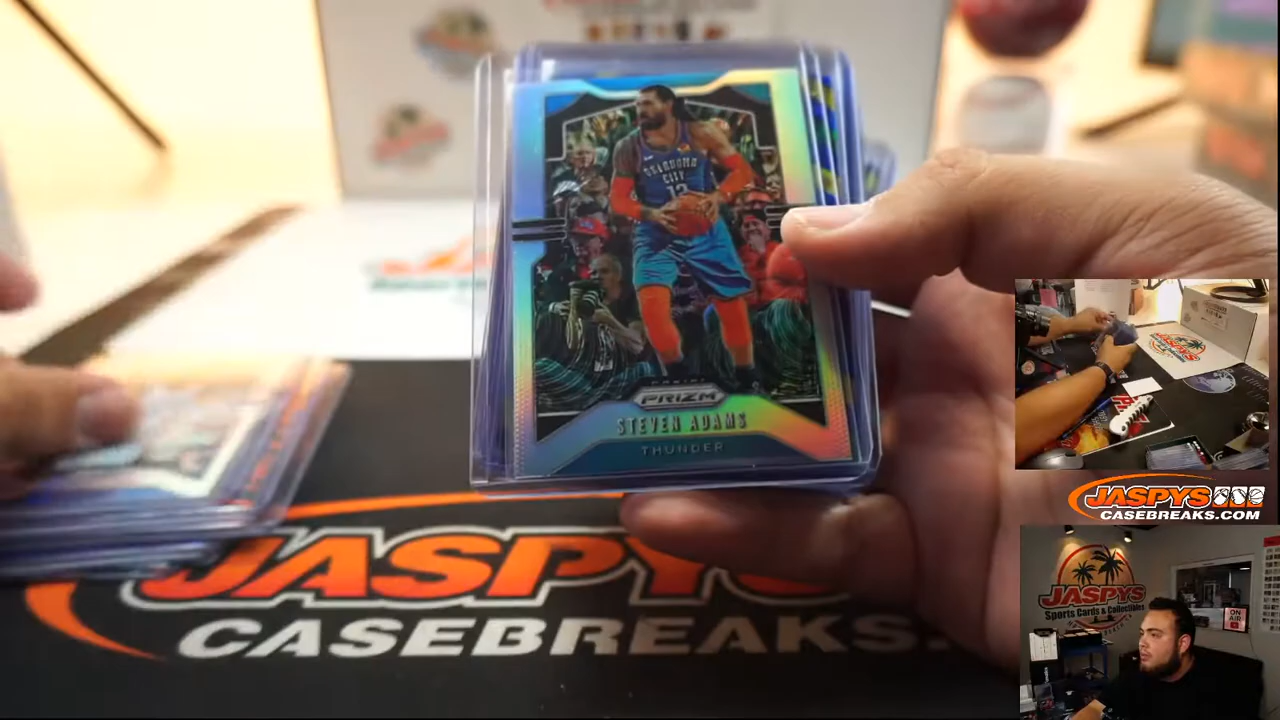 OKLAHOMA
CITY
12
PRIZM
STEVEN ADAMS
THUNDER
JASPYS
CASEBREAKS.
JASPYS
CASEBREAKS.COM
JASPYS
Sports Cards & Collectibles
ON
AIR